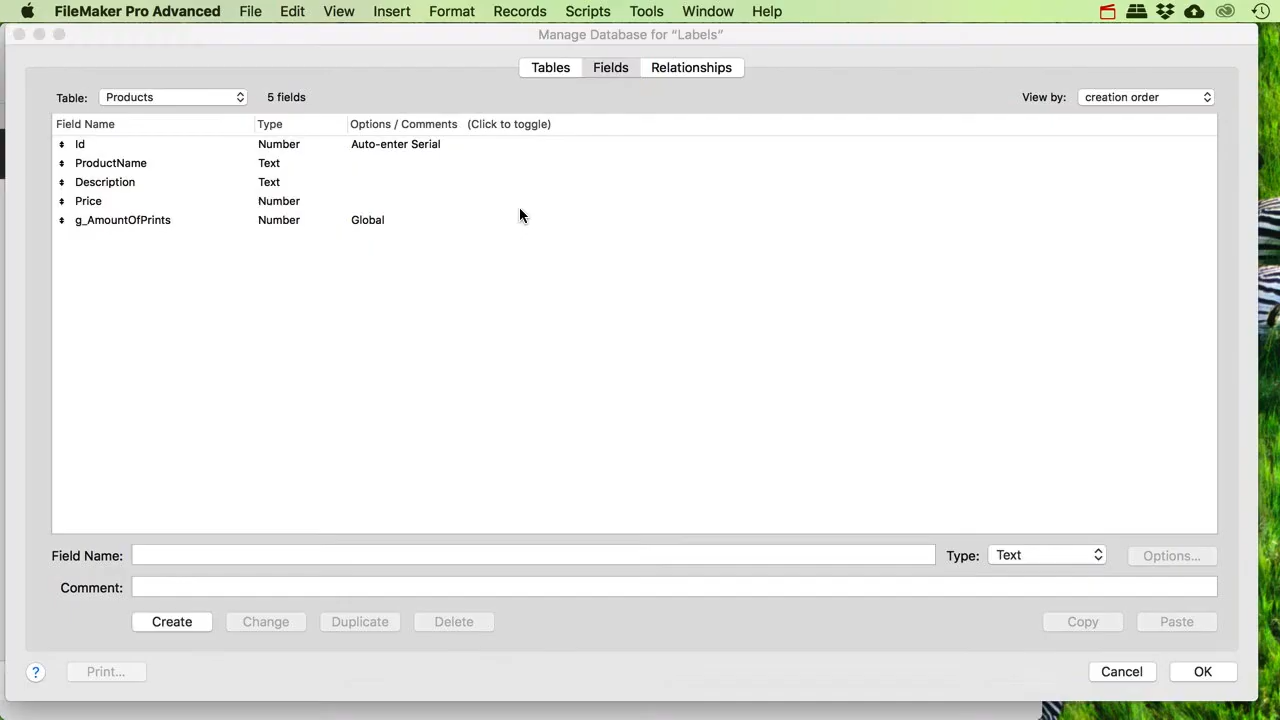 FileMaker Pro Advanced File Edit View Insert Format Records Scripts Tools Window Help
Manage Database for “Labels”
Tables Fields Relationships
Table: Products 5 fields View by: creation order
Field Name Type Options / Comments (Click to toggle)
Id Number Auto-enter Serial
ProductName Text
Description Text
Price Number
g_AmountOfPrints Number Global
Field Name: Type: Text Options...
Comment:
Create Change Duplicate Delete Copy Paste
? Print... Cancel OK